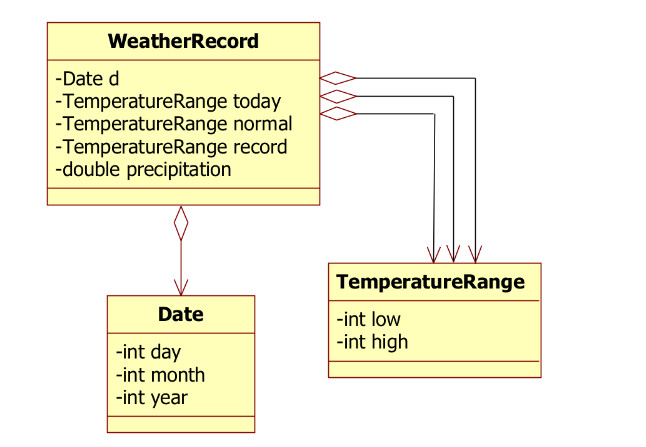 WeatherRecord
-Date d
-TemperatureRange today
-TemperatureRange normal
-TemperatureRange record
-double precipitation
TemperatureRange
-int low
-int high
Date
-int day
-int month
-int year